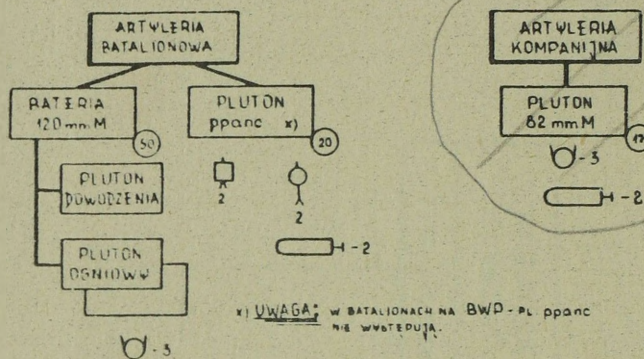 ARTYLERIA
BATALIONOWA
BATERIA
120 mm M
50
PLUTON
ppanc x)
20
PLUTON
DOWODZENIA
2
2
-2
PLUTON
OGNIOWY
-3
ARTYLERIA
KOMPANIJNA
PLUTON
82 mm M
-3
-2
x) UWAGA: W BATALIONACH NA BWP - PL. ppanc
NIE WYSTĘPUJĄ.